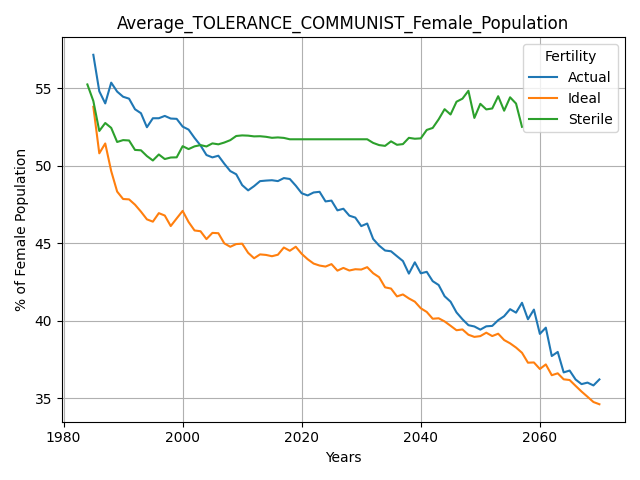 Average_TOLERANCE_COMMUNIST_Female_Population
Fertility
Actual
Ideal
Sterile
% of Female Population
55
50
45
40
35
1980
2000
2020
2040
2060
Years